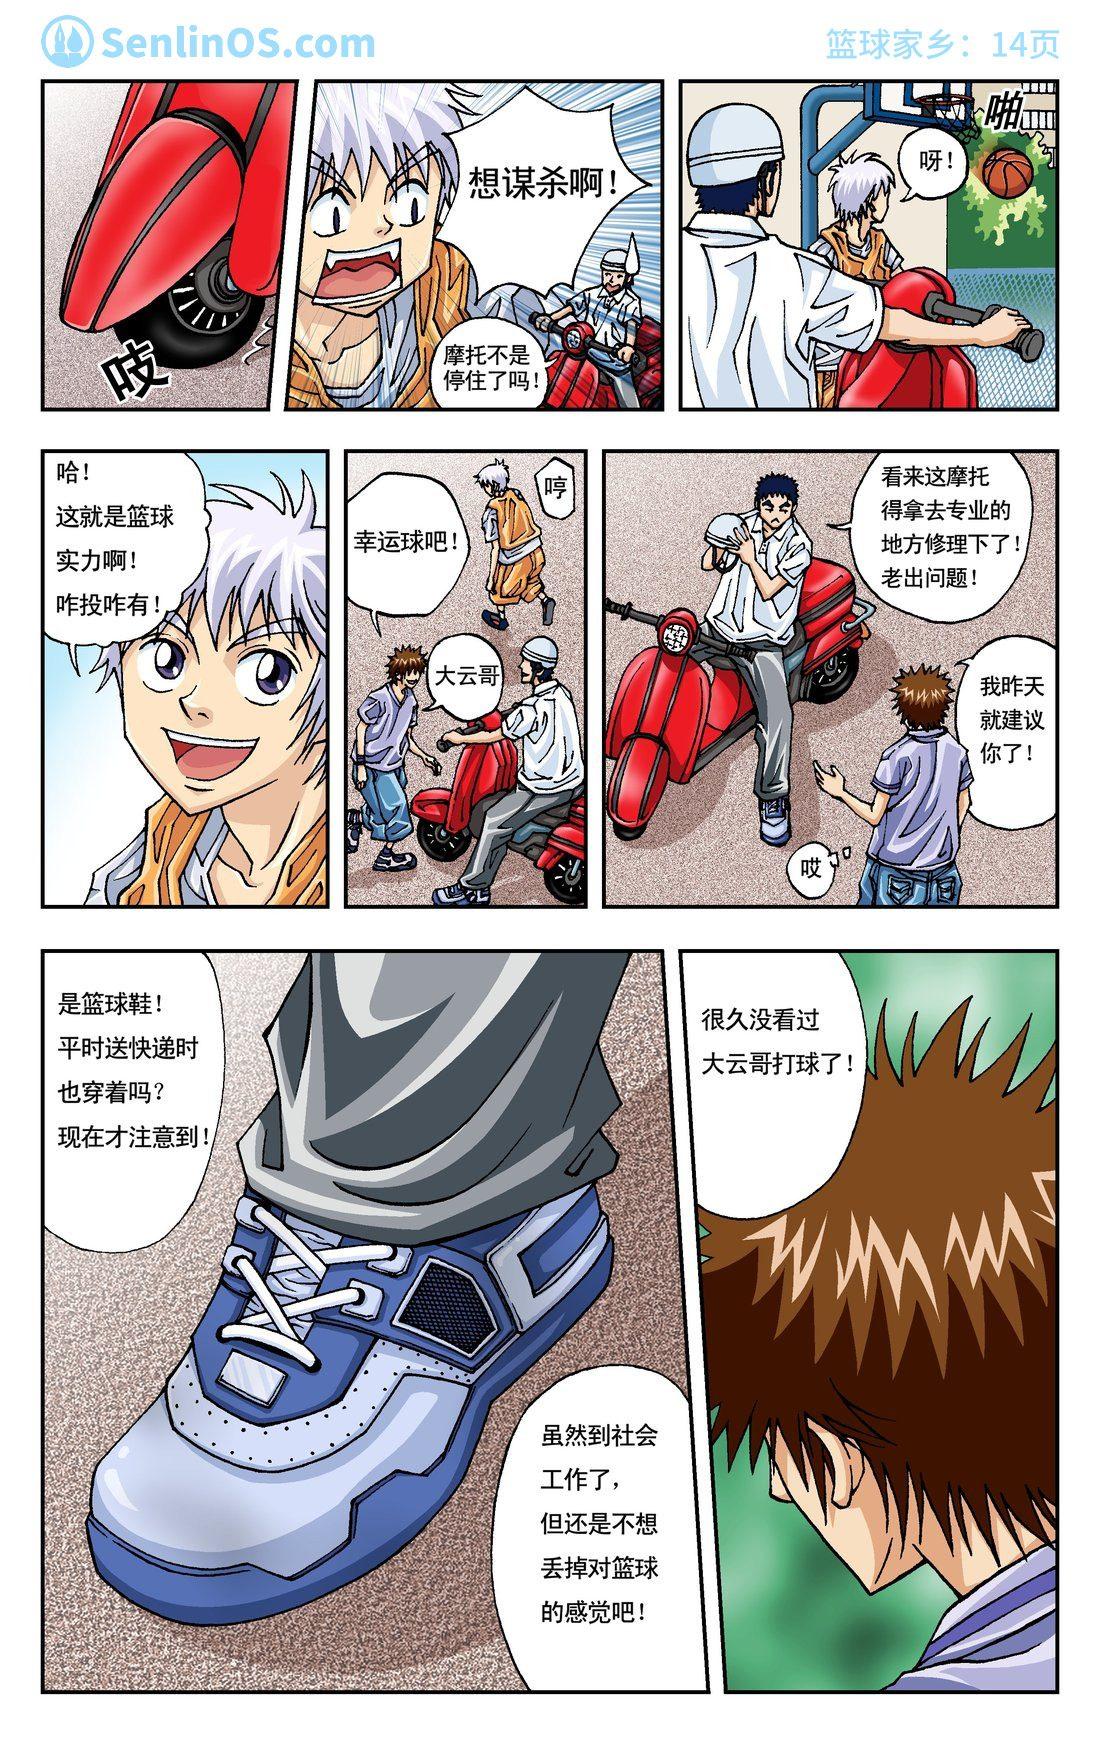 SenlinOS.com
篮球家乡：14页
吱
想谋杀啊！
摩托不是
停住了吗！
啪
呀！
哈！
这就是篮球
实力啊！
咋投咋有！
幸运球吧！
哼
大云哥
看来这摩托
得拿去专业的
地方修理下了！
老出问题！
我昨天
就建议
你了！
哎
是篮球鞋！
平时送快递时
也穿着吗？
现在才注意到！
虽然到社会
工作了，
但还是不想
丢掉对篮球
的感觉吧！
很久没看过
大云哥打球了！